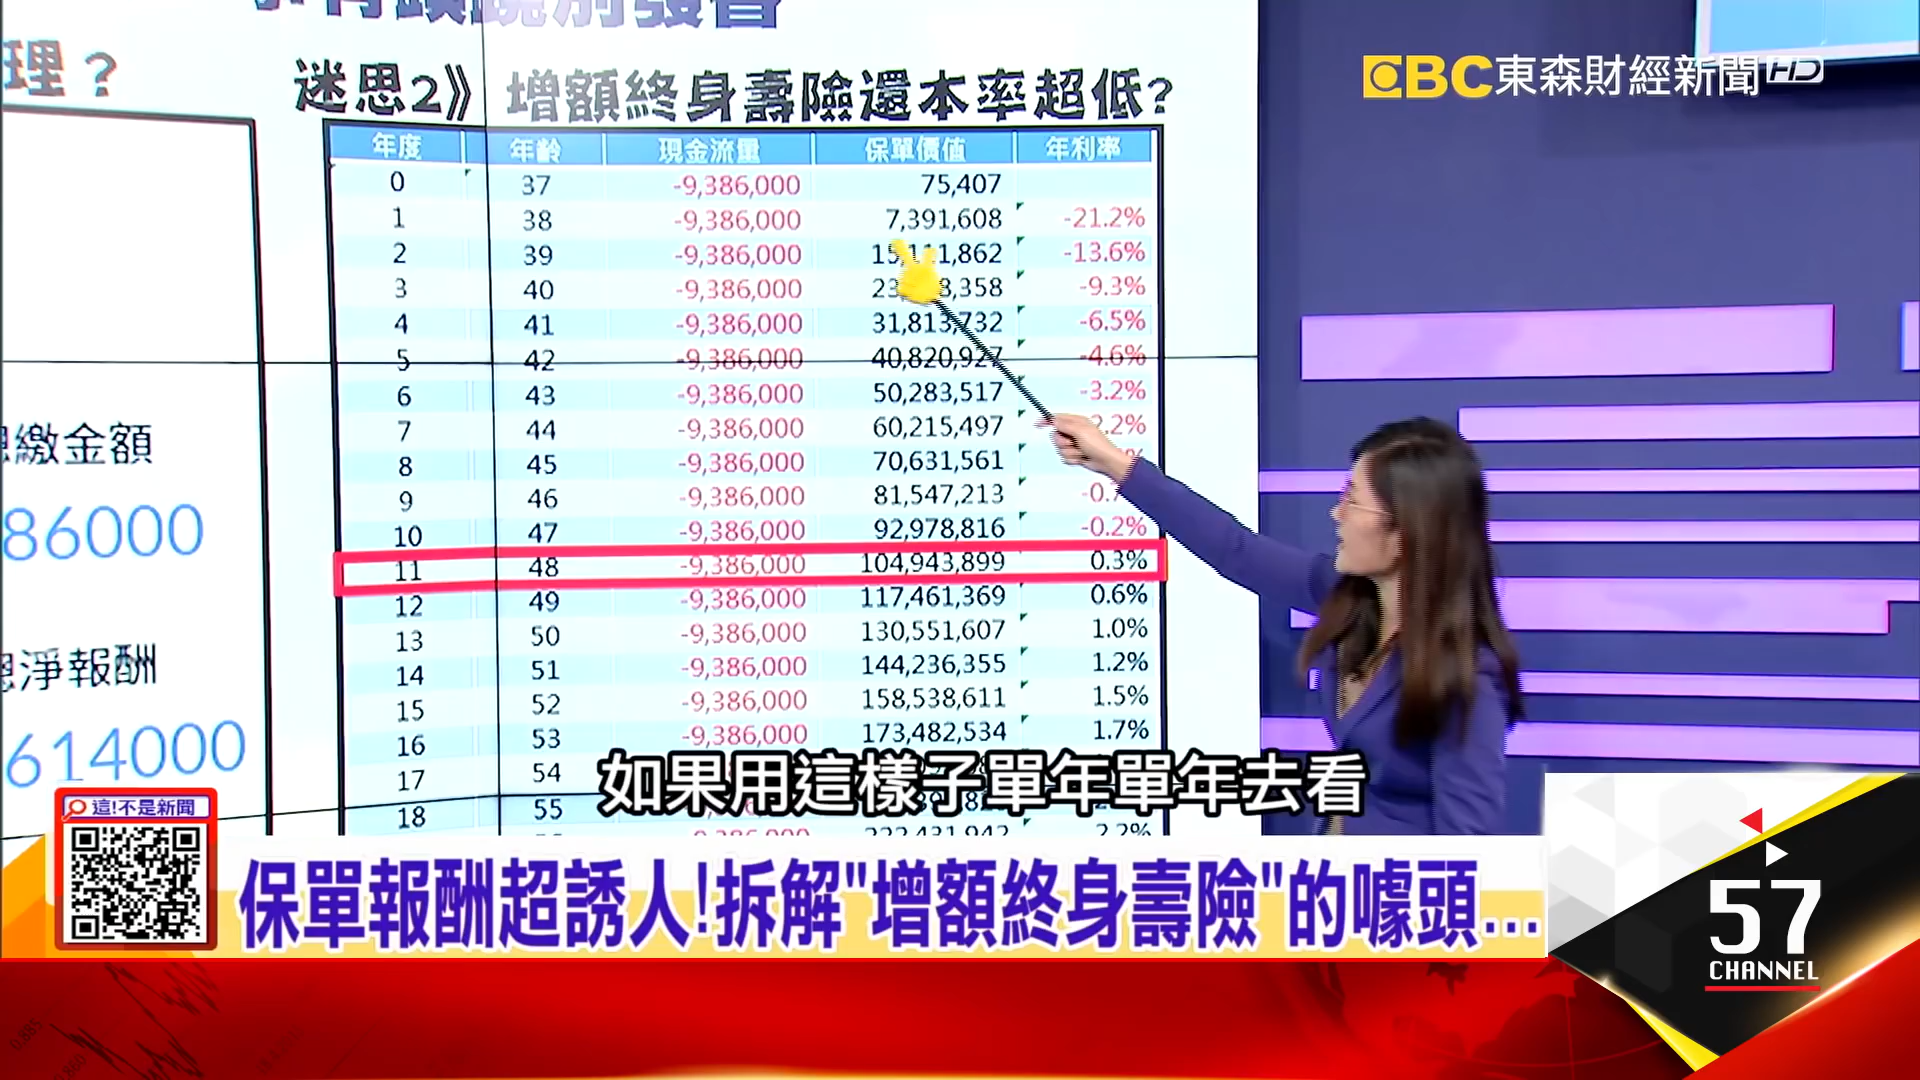 理?
迷思2》增額終身壽險還本率超低?
EBC東森財經新聞HD
年度 年齡 現金流量 保單價值 年利率
0 37 -9,386,000 75,407
1 38 -9,386,000 7,391,608 -21.2%
2 39 -9,386,000 -13.6%
3 40 -9,386,000 -9.3%
4 41 -9,386,000 31,813,732 -6.5%
5 42 -9,386,000 40,820,927 -4.6%
6 43 -9,386,000 50,283,517 -3.2%
7 44 -9,386,000 60,215,497
8 45 -9,386,000 70,631,561
9 46 -9,386,000 81,547,213
10 47 -9,386,000 92,978,816 -0.2%
11 48 -9,386,000 104,943,899 0.3%
12 49 -9,386,000 117,461,369 0.6%
13 50 -9,386,000 130,551,607 1.0%
14 51 -9,386,000 144,236,355 1.2%
15 52 -9,386,000 158,538,611 1.5%
16 53 -9,386,000 173,482,534 1.7%
17 54
18 55
總繳金額
86000
總淨報酬
614000
如果用這樣子單年單年去看
這!不是新聞
保單報酬超誘人!拆解"增額終身壽險"的噱頭...
57
CHANNEL